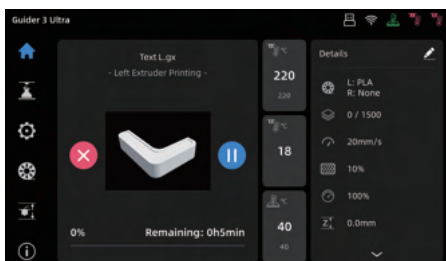 Guider 3 Ultra
Text L.gx
- Left Extruder Printing -
0%
Remaining: 0h5min
℃
220
220
℃
18
℃
40
40
Details
L: PLA
R: None
0 / 1500
20mm/s
10%
100%
Z
0.0mm